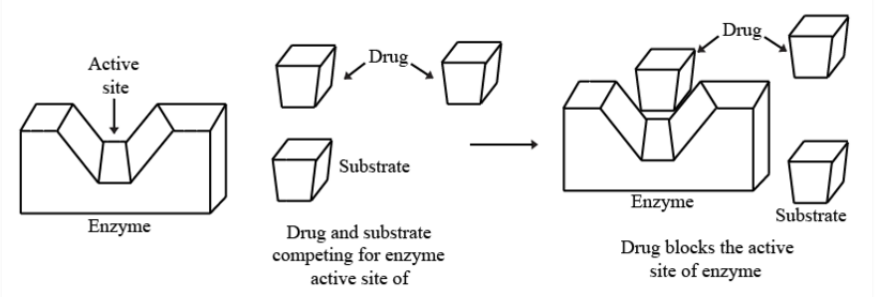 Active
site
Enzyme
Drug
Substrate
Drug and substrate
competing for enzyme
active site of
Drug
Enzyme
Substrate
Drug blocks the active
site of enzyme